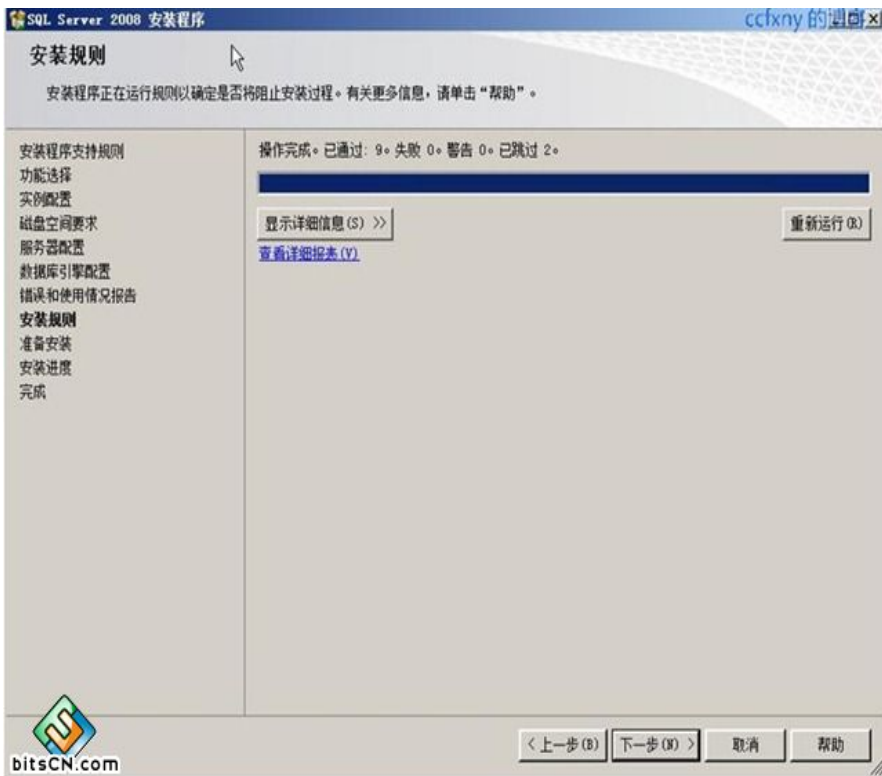 SQL Server 2008 安装程序
ccfxny 的博客
安装规则
安装程序正在运行规则以确定是否将阻止安装过程。有关更多信息，请单击“帮助”。
安装程序支持规则
功能选择
实例配置
磁盘空间要求
服务器配置
数据库引擎配置
错误和使用情况报告
安装规则
准备安装
安装进度
完成
操作完成。已通过: 9。失败 0。警告 0。已跳过 2。
显示详细信息(S) >>
重新运行(R)
查看详细报表(V)
< 上一步(B)
下一步(N) >
取消
帮助
bitsCN.com